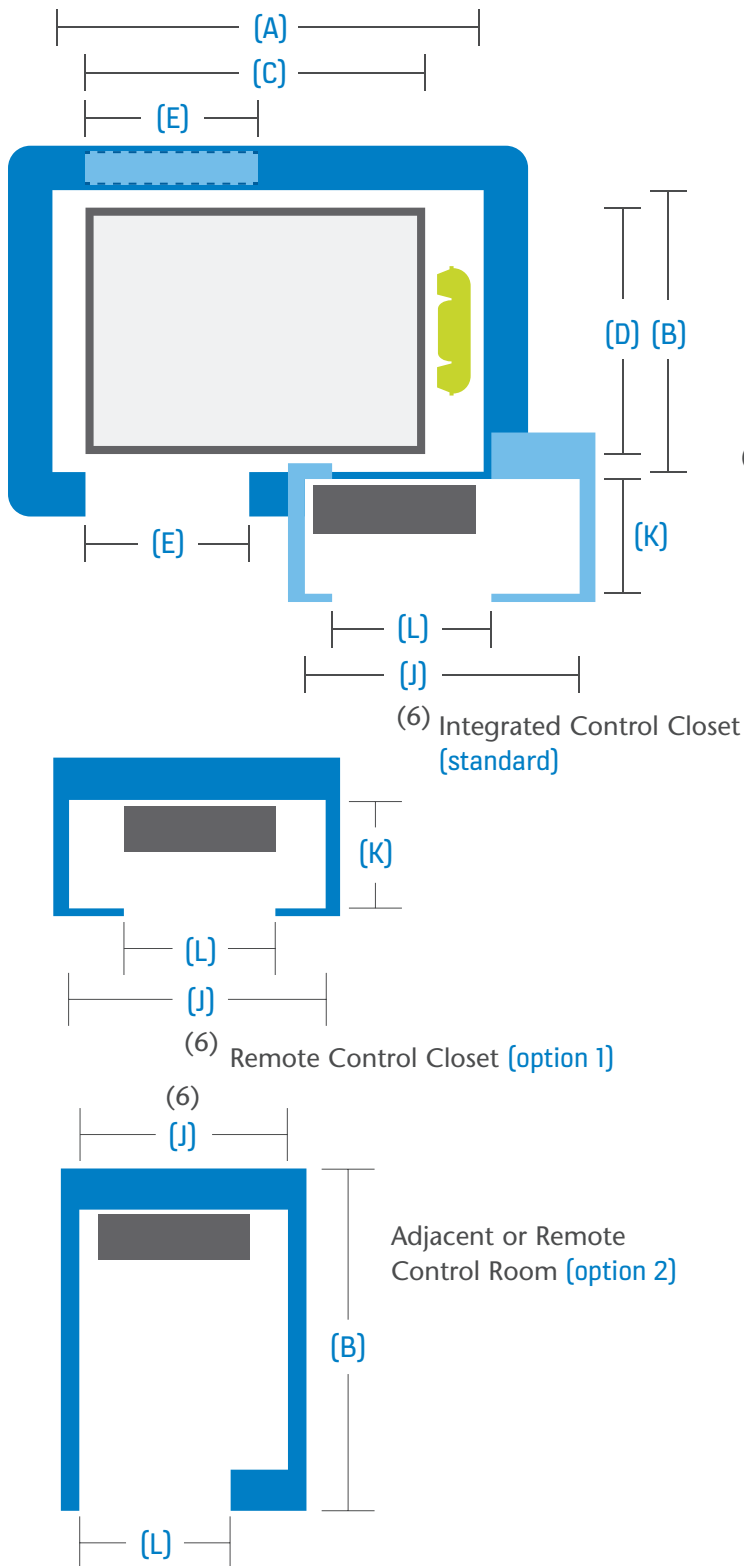 (A)
(C)
(E)
(D) (B)
(
(E)
(K)
(L)
(J)
(6) Integrated Control Closet
(standard)
(K)
(L)
(J)
(6) Remote Control Closet (option 1)
(6)
(J)
Adjacent or Remote
Control Room (option 2)
(B)
(L)